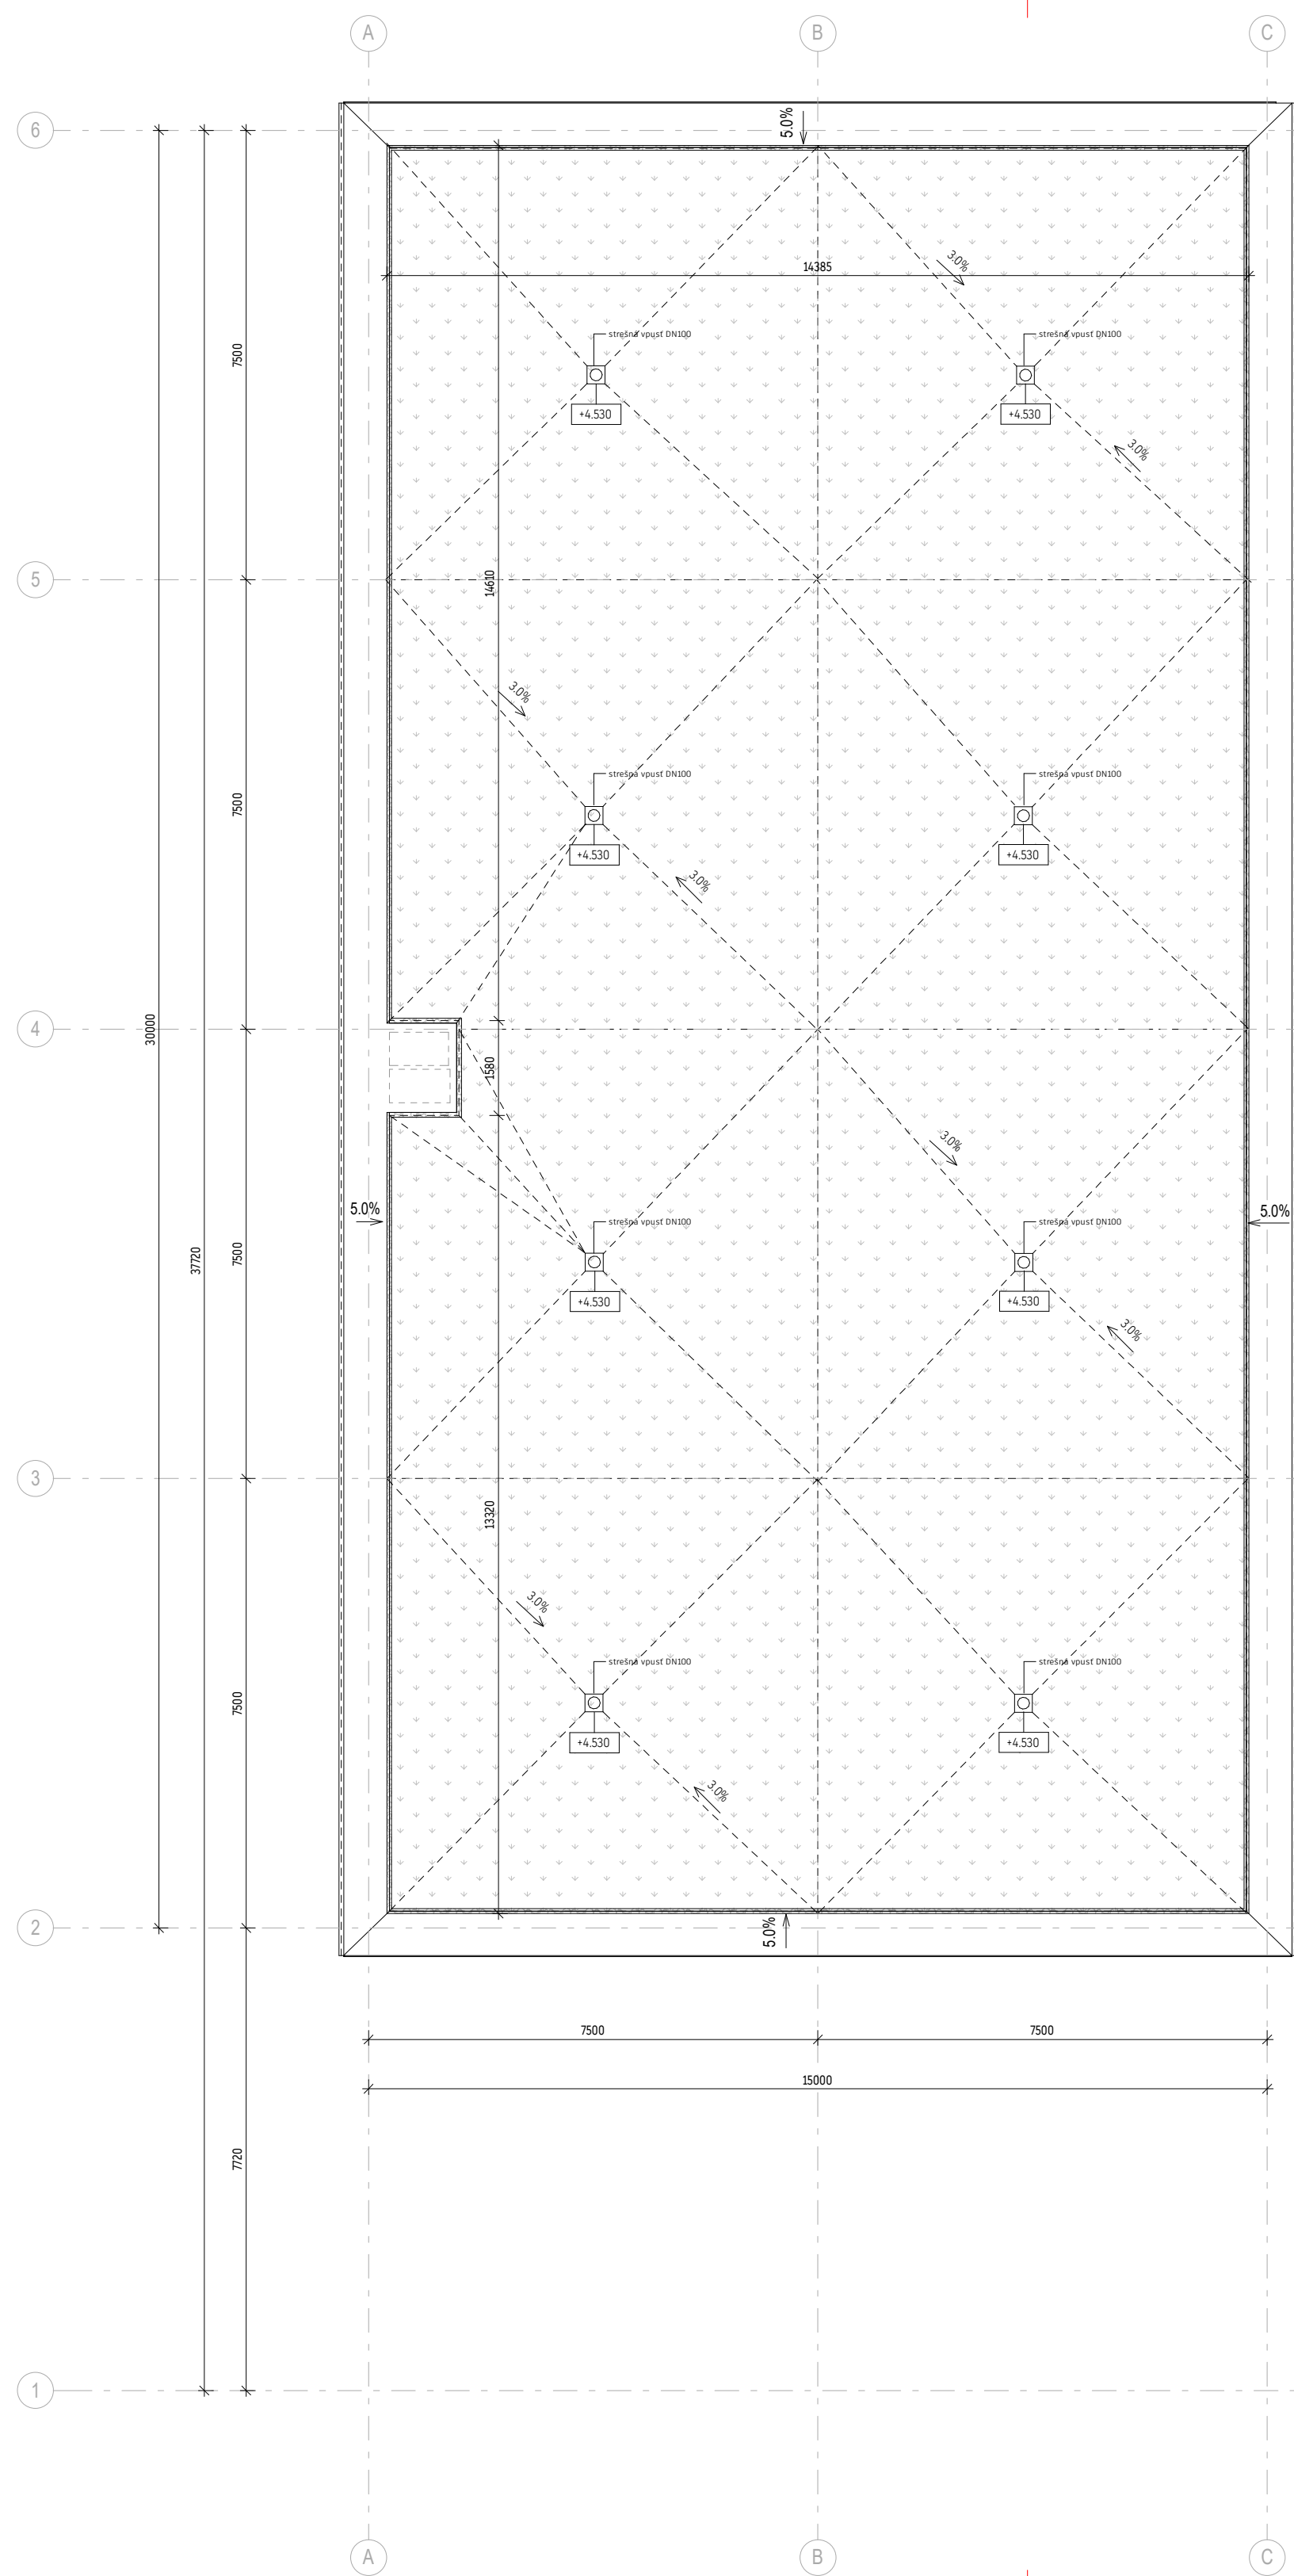 A
B
C
6
5.0%
14385
3.0%
strešná vpusť DN100
strešná vpusť DN100
7500
+4.530
+4.530
3.0%
5
14610
3.0%
strešná vpusť DN100
strešná vpusť DN100
7500
+4.530
+4.530
3.0%
4
30000
1580
3.0%
5.0%
5.0%
strešná vpusť DN100
strešná vpusť DN100
37720
7500
+4.530
+4.530
3.0%
3
13320
3.0%
strešná vpusť DN100
strešná vpusť DN100
7500
+4.530
+4.530
3.0%
2
5.0%
7500
7500
15000
7720
1
A
B
C